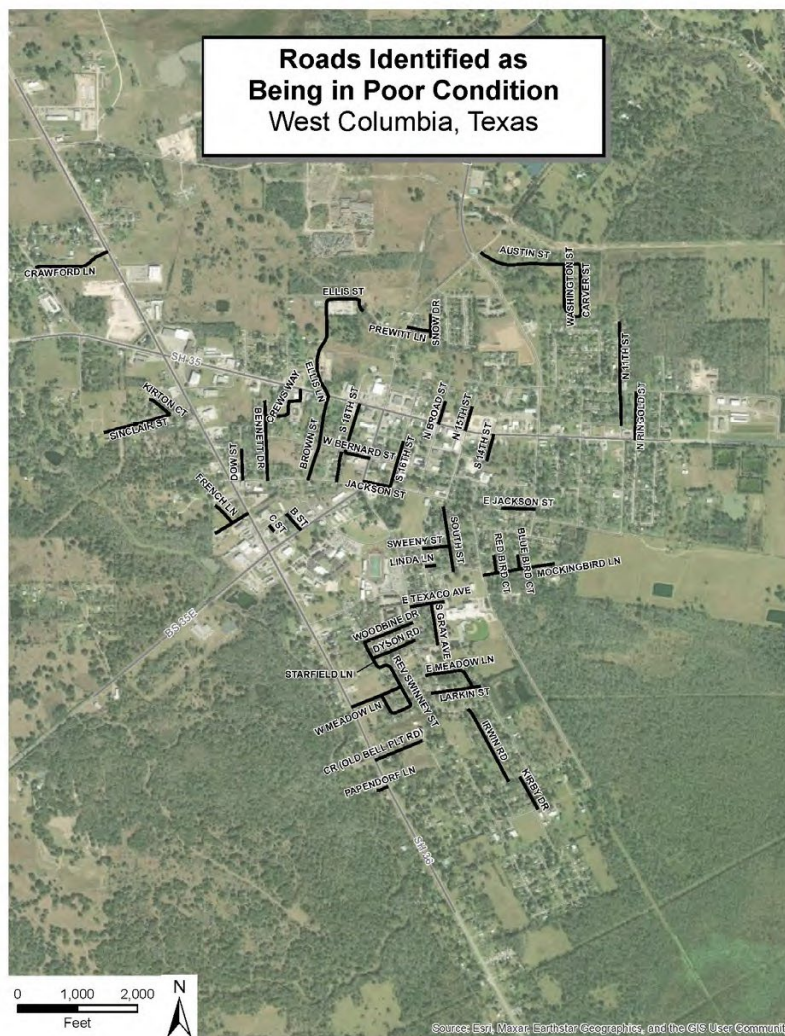 Roads Identified as
Being in Poor Condition
West Columbia, Texas
AUSTIN ST
WASHINGTON ST
CARVER ST
CRAWFORD LN
ELLIS ST
PREWITT LN
SNOW DR
N 11TH ST
SH 35
ELLIS LN
CREWS WAY
KIRTON CT
SINCLAIR ST
BENNETT DR
BROWN ST
S 18TH ST
N BROAD ST
N 15TH ST
S 14TH ST
N RINGOLD CT
W BERNARD ST
S 16TH ST
DOW ST
JACKSON ST
FRENCH LN
C ST
B ST
E JACKSON ST
SOUTH ST
SWEENY ST
LINDA LN
RED BIRD CT
BLUE BIRD CT
MOCKINGBIRD LN
BS 35E
E TEXACO AVE
WOODBINE DR
S GRAY AVE
DYSON RD
STARFIELD LN
REV SWINNEY ST
E MEADOW LN
LARKIN ST
W MEADOW LN
IRWIN RD
CR (OLD BELL PLT RD)
KIRBY DR
PAPENDORF LN
SH 36
0 1,000 2,000
Feet
N
Source: Esri, Maxar, Earthstar Geographics, and the GIS User Communit